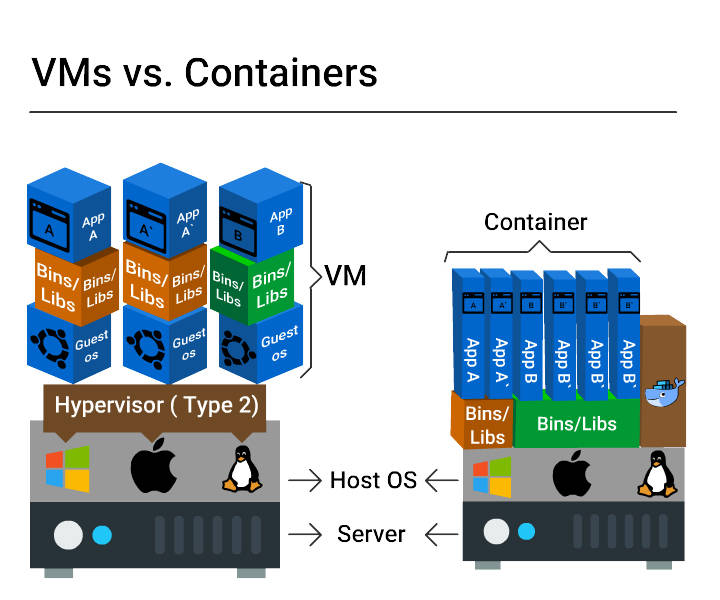 VMs vs. Containers
App
A
A
App
A`
A`
App
B
B
Bins/
Libs
Bins/
Libs
Bins/
Libs
Bins/
Libs
Bins/
Libs
Bins/
Libs
Guest
os
Guest
os
Guest
os
VM
Hypervisor ( Type 2)
Container
A
A`
B
B`
B`
B`
App A
App A`
App B
App B`
App B`
App B`
Bins/
Libs
Bins/Libs
Host OS
Server